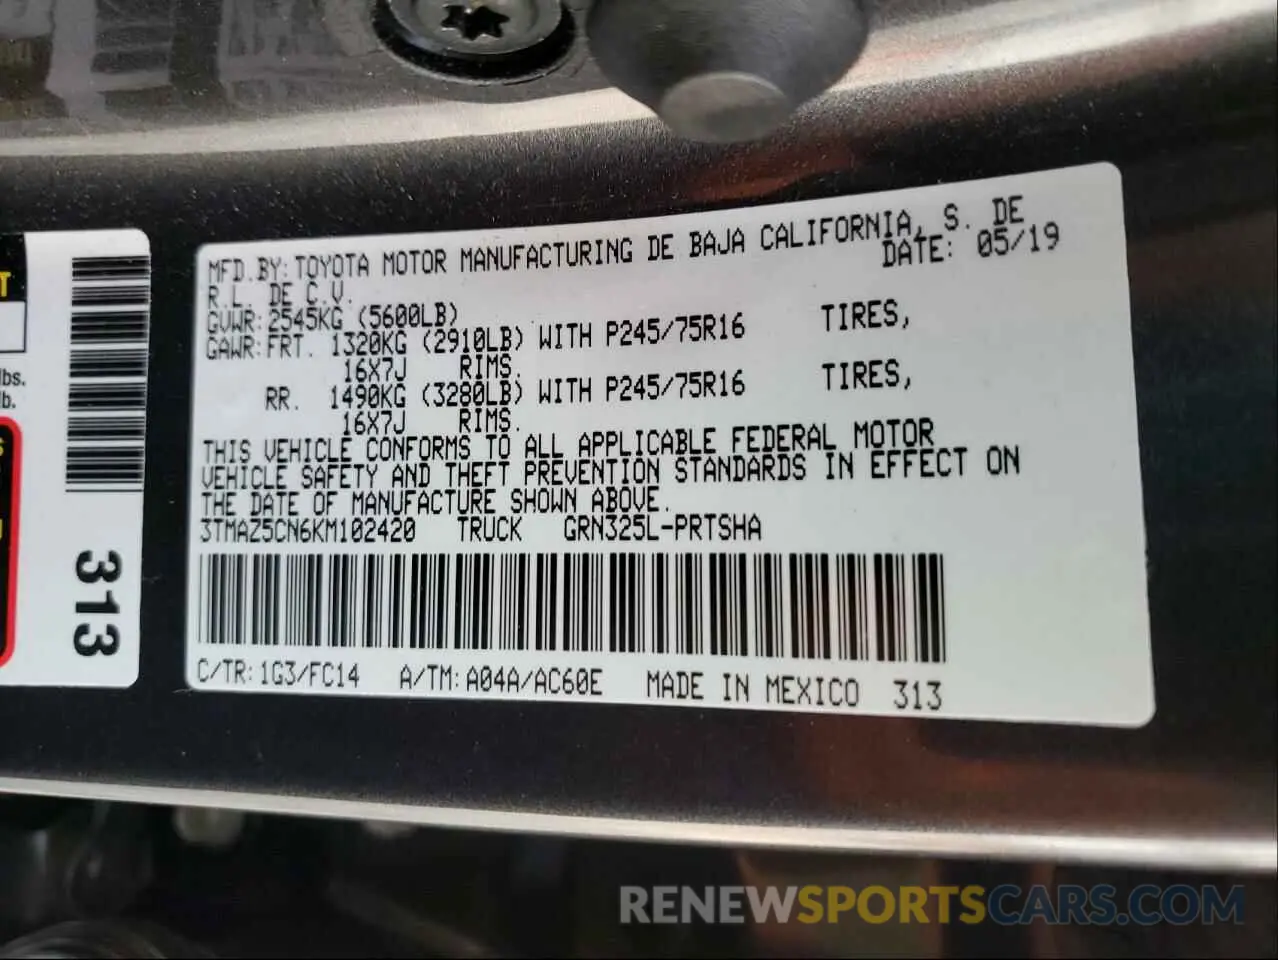 MFD.BY: TOYOTA MOTOR MANUFACTURING DE BAJA CALIFORNIA, S. DE
R.L. DE C.V. DATE: 05/19
GVWR: 2545KG (5600LB)
GAWR: FRT. 1320KG (2910LB) WITH P245/75R16 TIRES,
16X7J RIMS.
RR. 1490KG (3280LB) WITH P245/75R16 TIRES,
16X7J RIMS.
THIS VEHICLE CONFORMS TO ALL APPLICABLE FEDERAL MOTOR
VEHICLE SAFETY AND THEFT PREVENTION STANDARDS IN EFFECT ON
THE DATE OF MANUFACTURE SHOWN ABOVE.
3TMAZ5CN6KM102420 TRUCK GRN325L-PRTSHA
C/TR: 1G3/FC14 A/TM: A04A/AC60E MADE IN MEXICO 313
313
lbs.
lb.
RENEWSPORTSCARS.COM